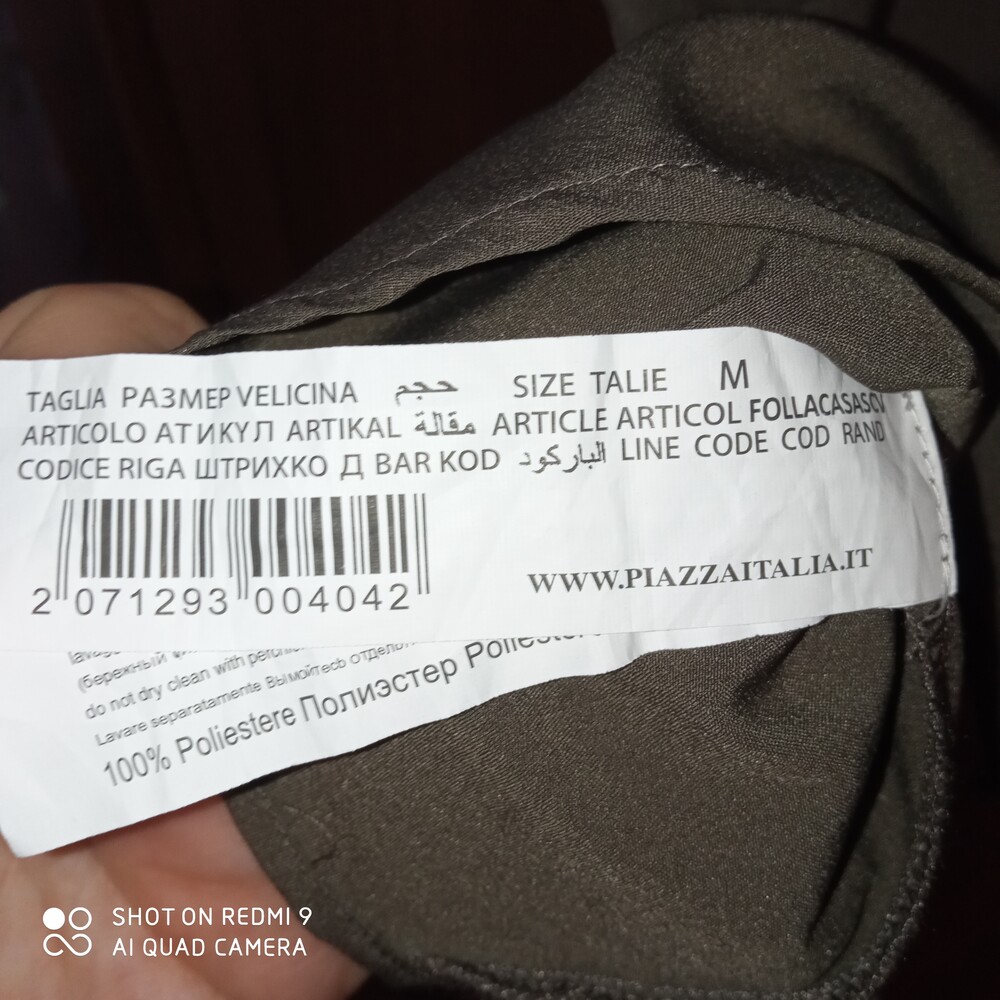 TAGLIA РАЗМЕР VELICINA حجم SIZE TALIE M
ARTICOLO АТИКУЛ ARTIKAL مقالة ARTICLE ARTICOL FOLLACASASCV
CODICE RIGA ШТРИХКО Д BAR KOD الباركود LINE CODE COD RAND
WWW.PIAZZAITALIA.IT
2 071293 004042
(бережный
do not dry clean with
Lavare separatamente Вымойтесь
100% Poliestere Полиэстер
SHOT ON REDMI 9
AI QUAD CAMERA